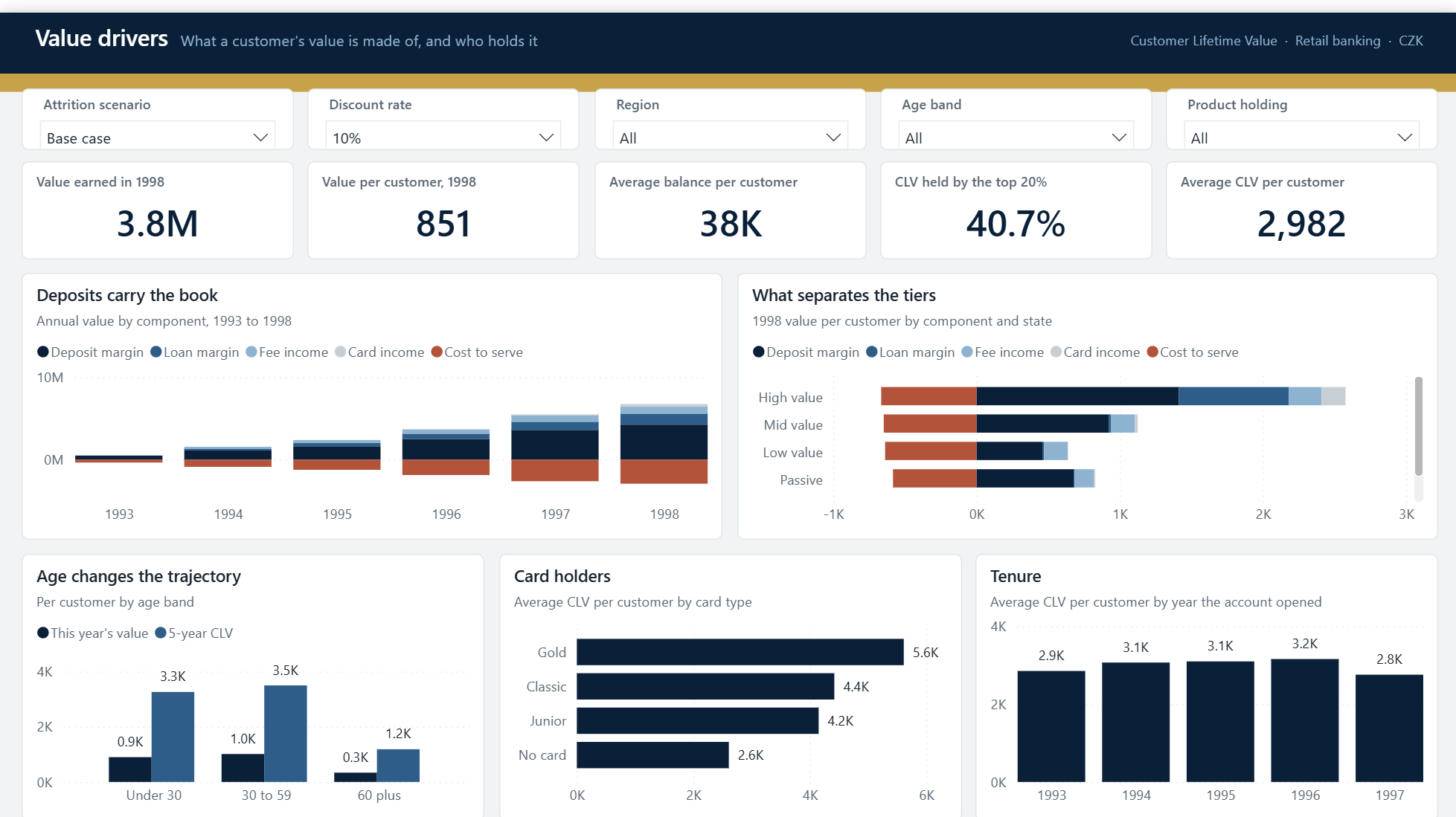 Value drivers What a customer's value is made of, and who holds it Customer Lifetime Value · Retail banking · CZK
Attrition scenario
Base case
Discount rate
10%
Region
All
Age band
All
Product holding
All
Value earned in 1998
3.8M
Value per customer, 1998
851
Average balance per customer
38K
CLV held by the top 20%
40.7%
Average CLV per customer
2,982
Deposits carry the book
Annual value by component, 1993 to 1998
Deposit margin Loan margin Fee income Card income Cost to serve
10M
0M
1993 1994 1995 1996 1997 1998
What separates the tiers
1998 value per customer by component and state
Deposit margin Loan margin Fee income Card income Cost to serve
High value
Mid value
Low value
Passive
-1K 0K 1K 2K 3K
Age changes the trajectory
Per customer by age band
This year's value 5-year CLV
4K
2K
0K
0.9K 3.3K 1.0K 3.5K 0.3K 1.2K
Under 30 30 to 59 60 plus
Card holders
Average CLV per customer by card type
Gold 5.6K
Classic 4.4K
Junior 4.2K
No card 2.6K
0K 2K 4K 6K
Tenure
Average CLV per customer by year the account opened
4K
2K
0K
2.9K 3.1K 3.1K 3.2K 2.8K
1993 1994 1995 1996 1997